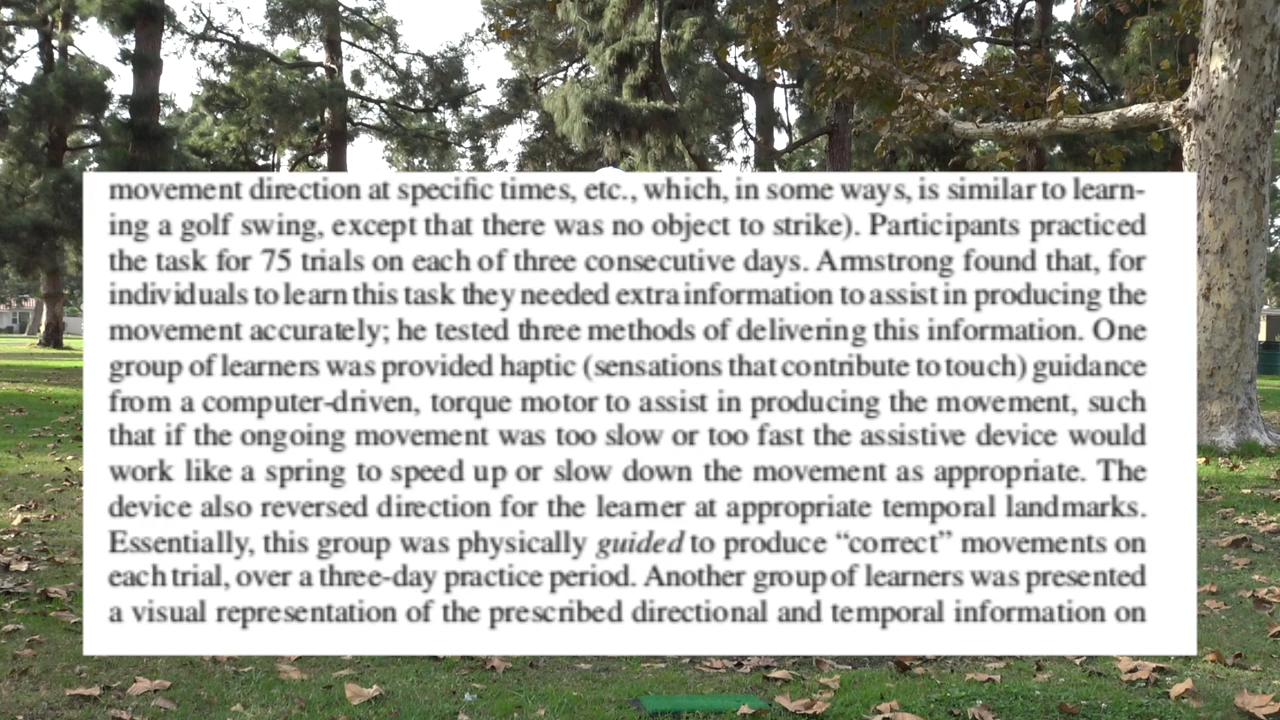 movement direction at specific times, etc., which, in some ways, is similar to learn-
ing a golf swing, except that there was no object to strike). Participants practiced
the task for 75 trials on each of three consecutive days. Armstrong found that, for
individuals to learn this task they needed extra information to assist in producing the
movement accurately; he tested three methods of delivering this information. One
group of learners was provided haptic (sensations that contribute to touch) guidance
from a computer-driven, torque motor to assist in producing the movement, such
that if the ongoing movement was too slow or too fast the assistive device would
work like a spring to speed up or slow down the movement as appropriate. The
device also reversed direction for the learner at appropriate temporal landmarks.
Essentially, this group was physically guided to produce “correct” movements on
each trial, over a three-day practice period. Another group of learners was presented
a visual representation of the prescribed directional and temporal information on